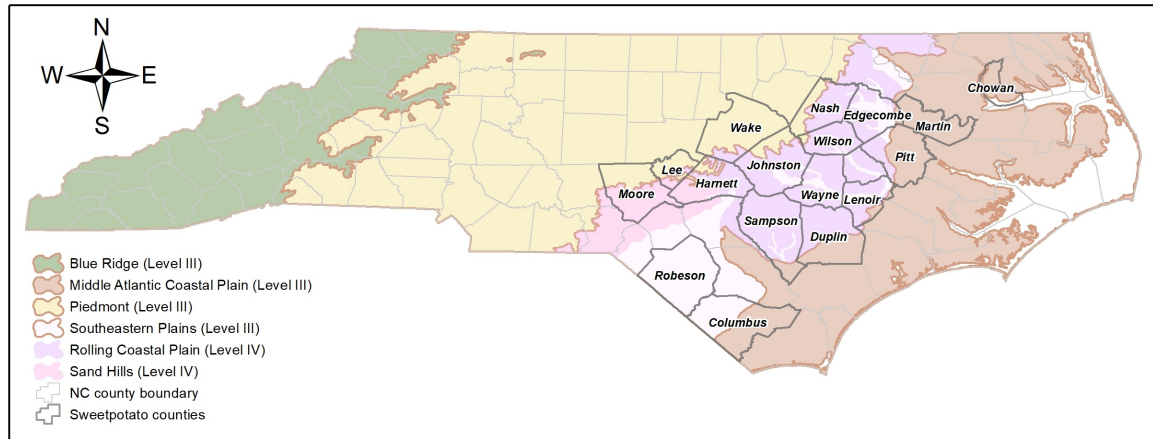 N
W E
S
Chowan
Nash
Edgecombe
Martin
Wake
Wilson
Pitt
Johnston
Lee
Harnett
Moore
Wayne
Lenoir
Sampson
Duplin
Robeson
Columbus
Blue Ridge (Level III)
Middle Atlantic Coastal Plain (Level III)
Piedmont (Level III)
Southeastern Plains (Level III)
Rolling Coastal Plain (Level IV)
Sand Hills (Level IV)
NC county boundary
Sweetpotato counties